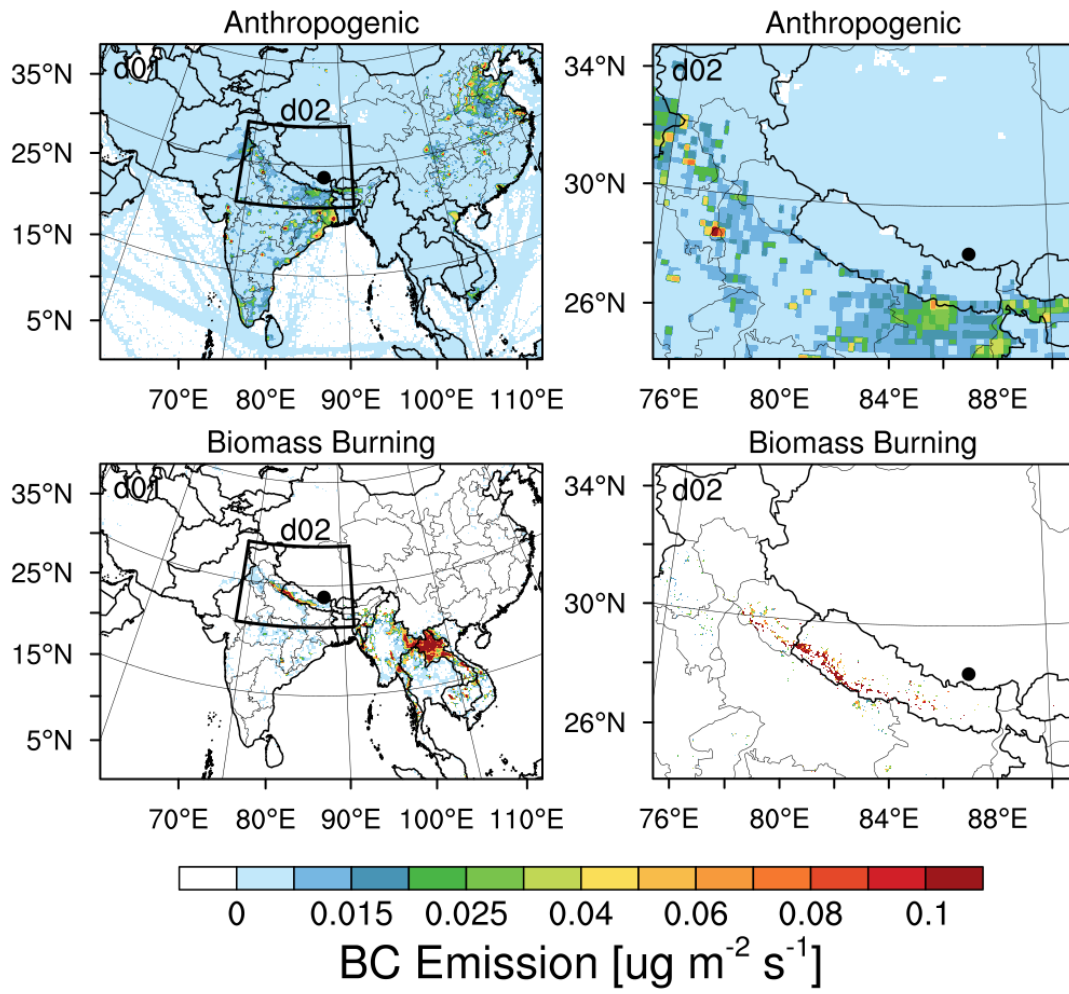 Anthropogenic
Anthropogenic
35°N
25°N
15°N
5°N
d01
d02
70°E 80°E 90°E 100°E 110°E
34°N
30°N
26°N
d02
76°E 80°E 84°E 88°E
Biomass Burning
Biomass Burning
35°N
25°N
15°N
5°N
d01
d02
70°E 80°E 90°E 100°E 110°E
34°N
30°N
26°N
d02
76°E 80°E 84°E 88°E
0 0.015 0.025 0.04 0.06 0.08 0.1
BC Emission [ug m⁻² s⁻¹]